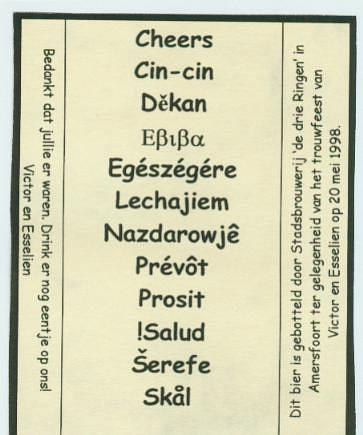 Bedankt dat jullie er waren. Drink er nog eentje op ons!
Victor en Esselien
Cheers
Cin-cin
Děkan
Εβιβα
Egészégére
Lechajiem
Nazdarowjê
Prévôt
Prosit
!Salud
Šerefe
Skål
Dit bier is gebotteld door Stadsbrouwerij 'de drie Ringen' in
Amersfoort ter gelegenheid van het trouwfeest van
Victor en Esselien op 20 mei 1998.